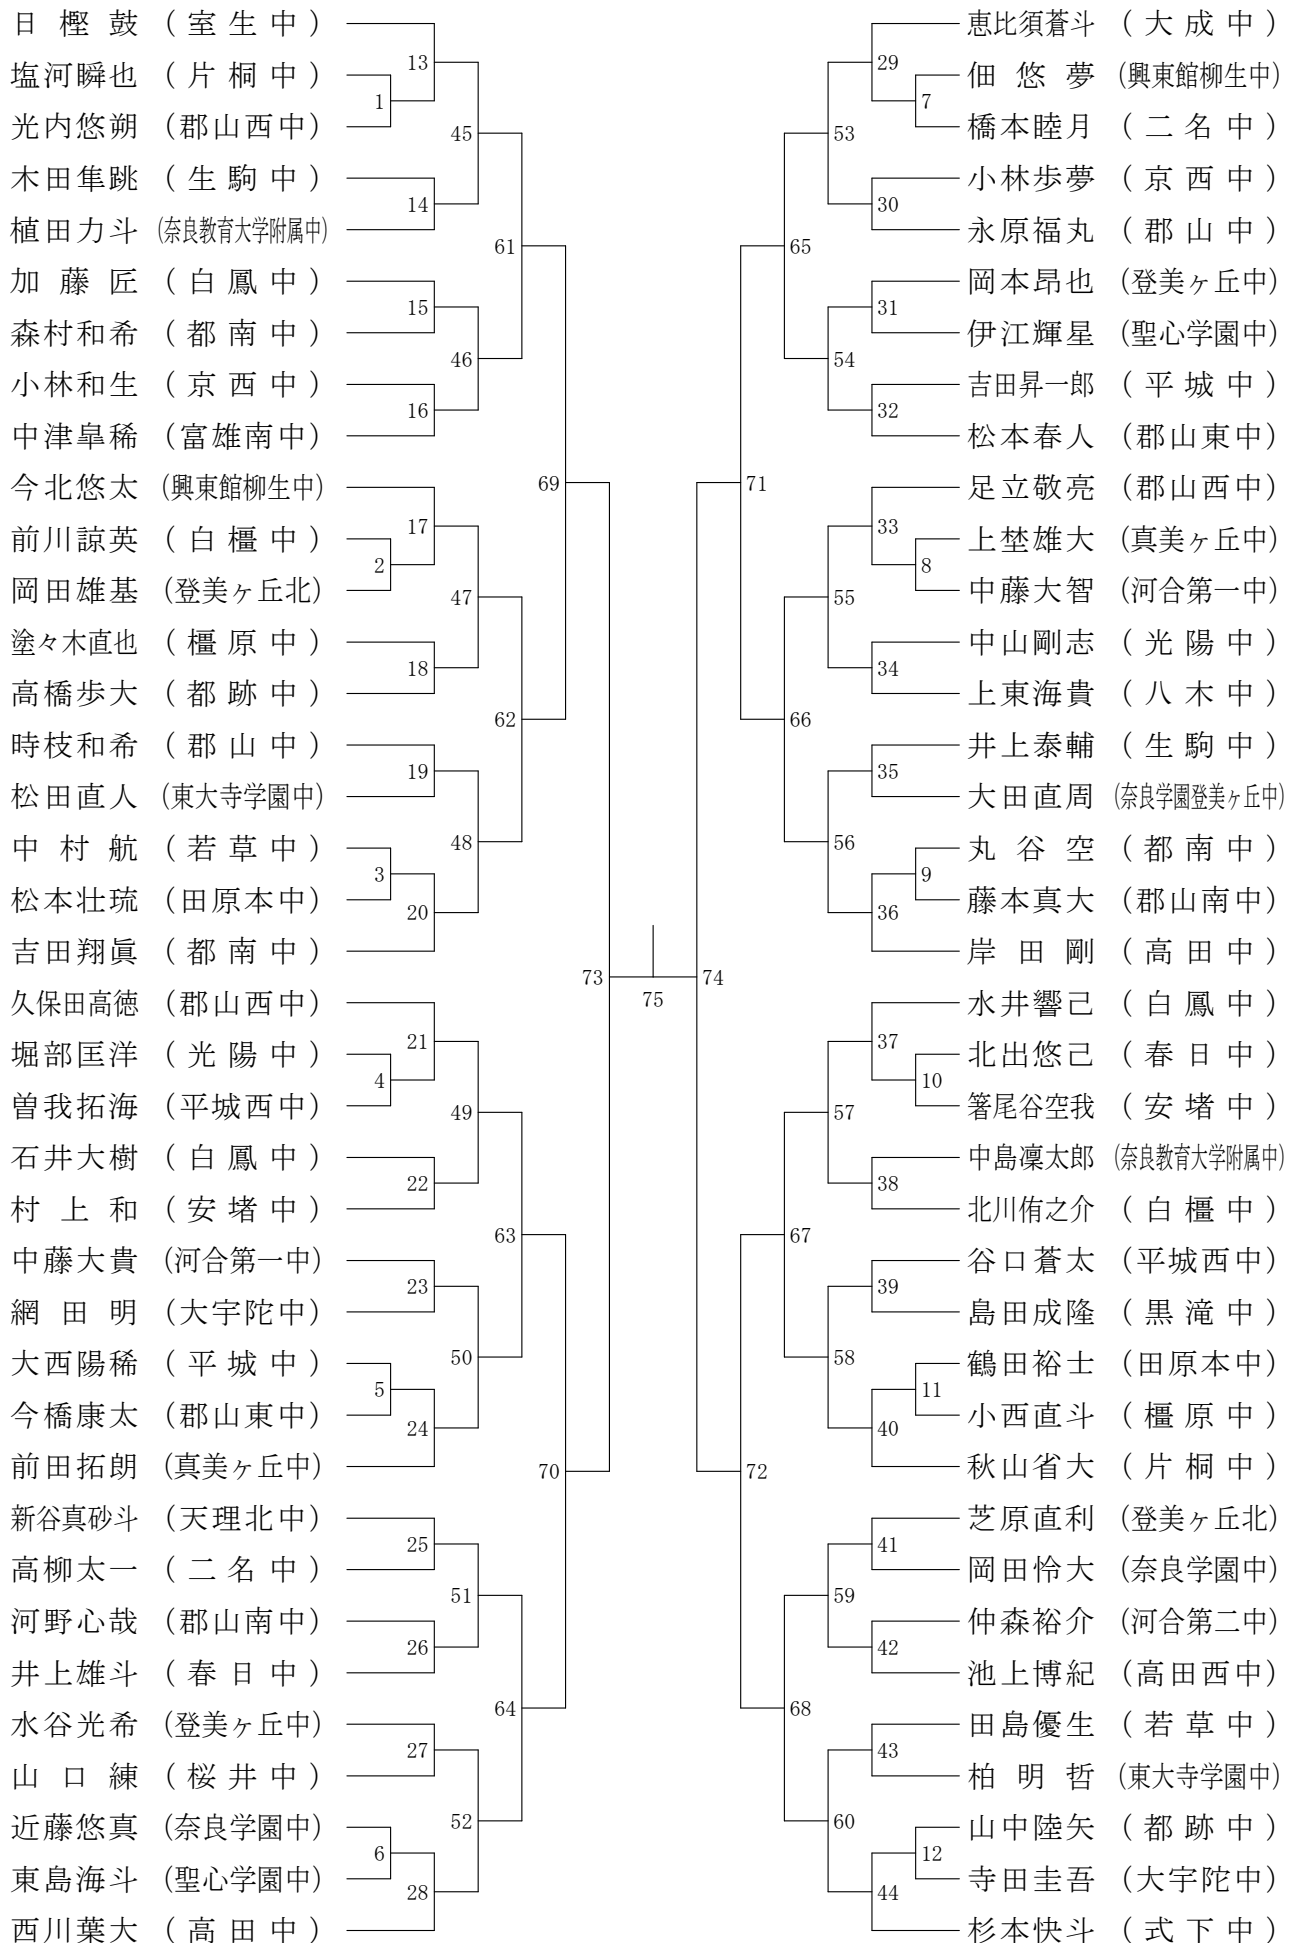 日樫鼓 (室生中)
塩河瞬也 (片桐中)
光内悠朔 (郡山西中)
木田隼跳 (生駒中)
植田力斗 (奈良教育大学附属中)
加藤匠 (白鳳中)
森村和希 (都南中)
小林和生 (京西中)
中津皐稀 (富雄南中)
今北悠太 (興東館柳生中)
前川諒英 (白橿中)
岡田雄基 (登美ヶ丘北)
塗々木直也 (橿原中)
高橋歩大 (都跡中)
時枝和希 (郡山中)
松田直人 (東大寺学園中)
中村航 (若草中)
松本壮琉 (田原本中)
吉田翔眞 (都南中)
久保田高徳 (郡山西中)
堀部匡洋 (光陽中)
曽我拓海 (平城西中)
石井大樹 (白鳳中)
村上和 (安堵中)
中藤大貴 (河合第一中)
網田明 (大宇陀中)
大西陽稀 (平城中)
今橋康太 (郡山東中)
前田拓朗 (真美ヶ丘中)
新谷真砂斗 (天理北中)
高柳太一 (二名中)
河野心哉 (郡山南中)
井上雄斗 (春日中)
水谷光希 (登美ヶ丘中)
山口練 (桜井中)
近藤悠真 (奈良学園中)
東島海斗 (聖心学園中)
西川葉大 (高田中)
1
2
3
4
5
6
13
14
15
16
17
18
19
20
21
22
23
24
25
26
27
28
45
46
47
48
49
50
51
52
61
62
63
64
69
70
73
75
74
71
72
65
66
67
68
53
54
55
56
57
58
59
60
29
30
31
32
33
34
35
36
37
38
39
40
41
42
43
44
7
8
9
10
11
12
恵比須蒼斗 (大成中)
佃悠夢 (興東館柳生中)
橋本睦月 (二名中)
小林歩夢 (京西中)
永原福丸 (郡山中)
岡本昂也 (登美ヶ丘中)
伊江輝星 (聖心学園中)
吉田昇一郎 (平城中)
松本春人 (郡山東中)
足立敬亮 (郡山西中)
上埜雄大 (真美ヶ丘中)
中藤大智 (河合第一中)
中山剛志 (光陽中)
上東海貴 (八木中)
井上泰輔 (生駒中)
大田直周 (奈良学園登美ヶ丘中)
丸谷空 (都南中)
藤本真大 (郡山南中)
岸田剛 (高田中)
水井響己 (白鳳中)
北出悠己 (春日中)
箸尾谷空我 (安堵中)
中島凜太郎 (奈良教育大学附属中)
北川侑之介 (白橿中)
谷口蒼太 (平城西中)
島田成隆 (黒滝中)
鶴田裕士 (田原本中)
小西直斗 (橿原中)
秋山省大 (片桐中)
芝原直利 (登美ヶ丘北)
岡田怜大 (奈良学園中)
仲森裕介 (河合第二中)
池上博紀 (高田西中)
田島優生 (若草中)
柏明哲 (東大寺学園中)
山中陸矢 (都跡中)
寺田圭吾 (大宇陀中)
杉本快斗 (式下中)